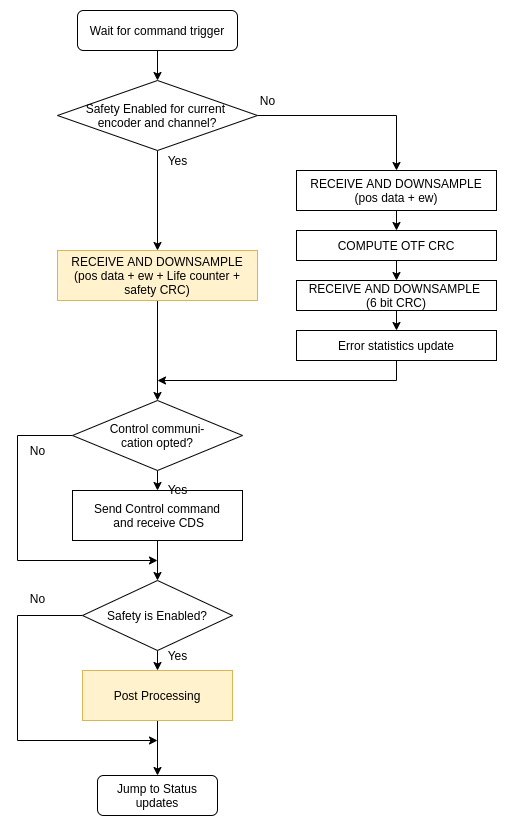 Wait for command trigger
Safety Enabled for current
encoder and channel?
No
Yes
RECEIVE AND DOWNSAMPLE
(pos data + ew)
COMPUTE OTF CRC
RECEIVE AND DOWNSAMPLE
(pos data + ew + Life counter +
safety CRC)
RECEIVE AND DOWNSAMPLE
(6 bit CRC)
Error statistics update
Control communi-
cation opted?
No
Yes
Send Control command
and receive CDS
No
Safety is Enabled?
Yes
Post Processing
Jump to Status
updates